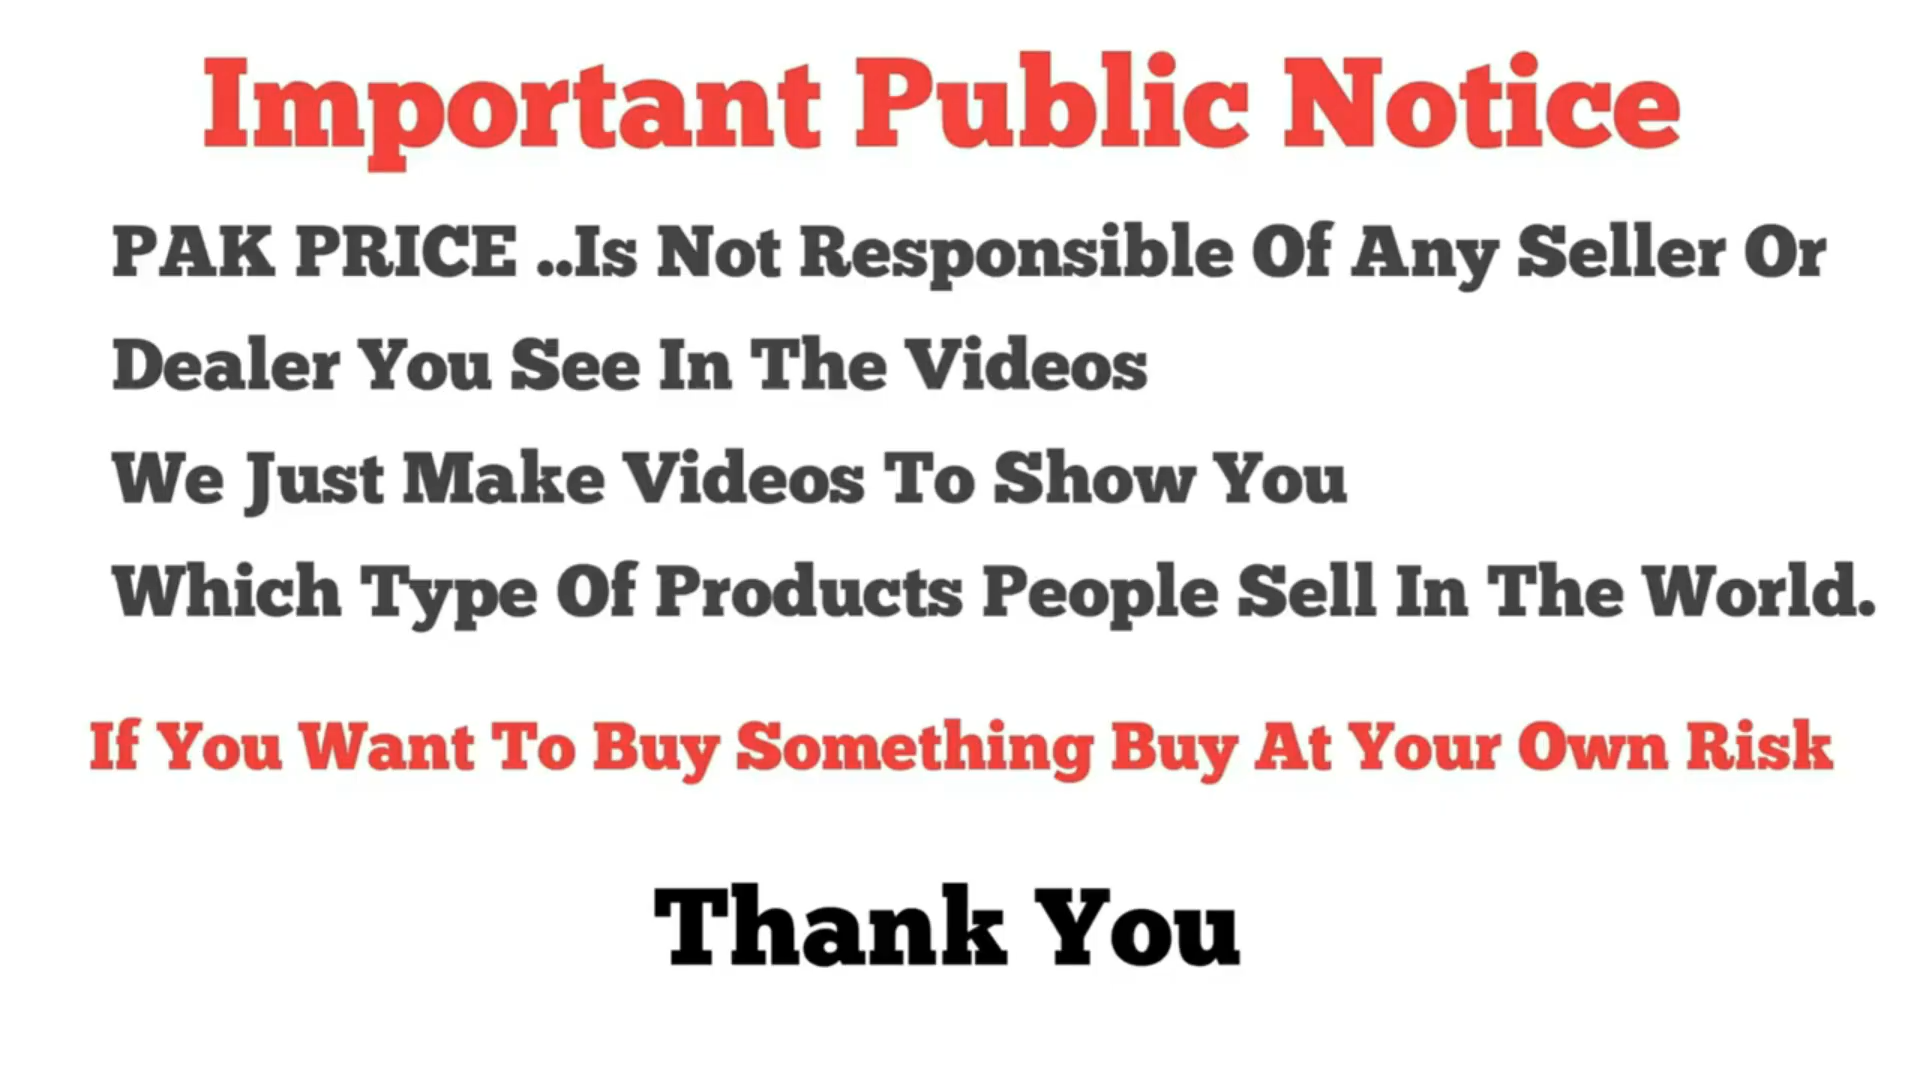 Important Public Notice
PAK PRICE ..Is Not Responsible Of Any Seller Or
Dealer You See In The Videos
We Just Make Videos To Show You
Which Type Of Products People Sell In The World.
If You Want To Buy Something Buy At Your Own Risk
Thank You